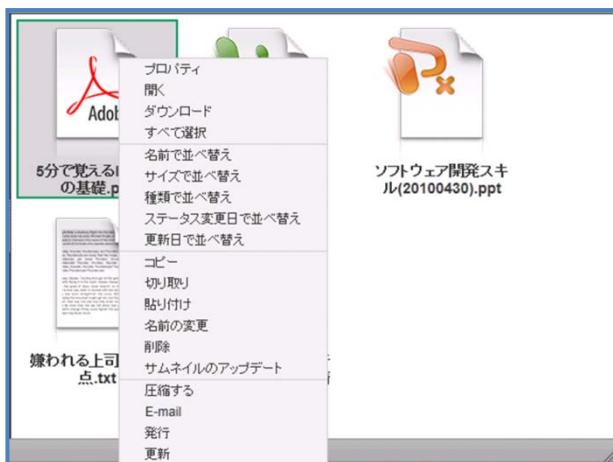 Adob
5分で覚える
の基礎.p
ソフトウェア開発スキ
ル(20100430).ppt
嫌われる上司
点.txt
プロパティ
開く
ダウンロード
すべて選択
名前で並べ替え
サイズで並べ替え
種類で並べ替え
ステータス変更日で並べ替え
更新日で並べ替え
コピー
切り取り
貼り付け
名前の変更
削除
サムネイルのアップデート
圧縮する
E-mail
発行
更新